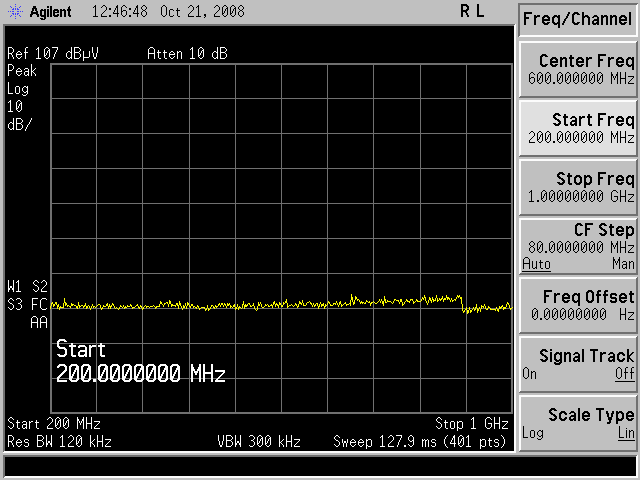 Agilent 12:46:48 Oct 21, 2008 R L
Freq/Channel
Ref 107 dBµV Atten 10 dB
Peak
Log
10
dB/
W1 S2
S3 FC
AA
Start
200.0000000 MHz
Start 200 MHz Stop 1 GHz
Res BW 120 kHz VBW 300 kHz Sweep 127.9 ms (401 pts)
Center Freq
600.000000 MHz
Start Freq
200.000000 MHz
Stop Freq
1.00000000 GHz
CF Step
80.0000000 MHz
Auto Man
Freq Offset
0.00000000 Hz
Signal Track
On Off
Scale Type
Log Lin